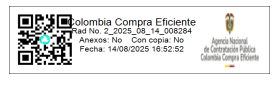 Colombia Compra Eficiente
Rad No. 2_2025_08_14_008284
Anexos: No Con copia: No
Fecha: 14/08/2025 16:52:52
Agencia Nacional
de Contratación Pública
Colombia Compra Eficiente